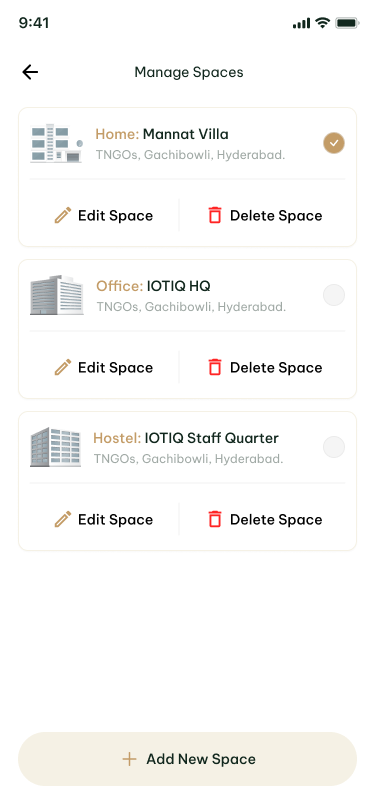 9:41
Manage Spaces
Home: Mannat Villa
TNGOs, Gachibowli, Hyderabad.
Edit Space
Delete Space
Office: IOTIQ HQ
TNGOs, Gachibowli, Hyderabad.
Edit Space
Delete Space
Hostel: IOTIQ Staff Quarter
TNGOs, Gachibowli, Hyderabad.
Edit Space
Delete Space
Add New Space